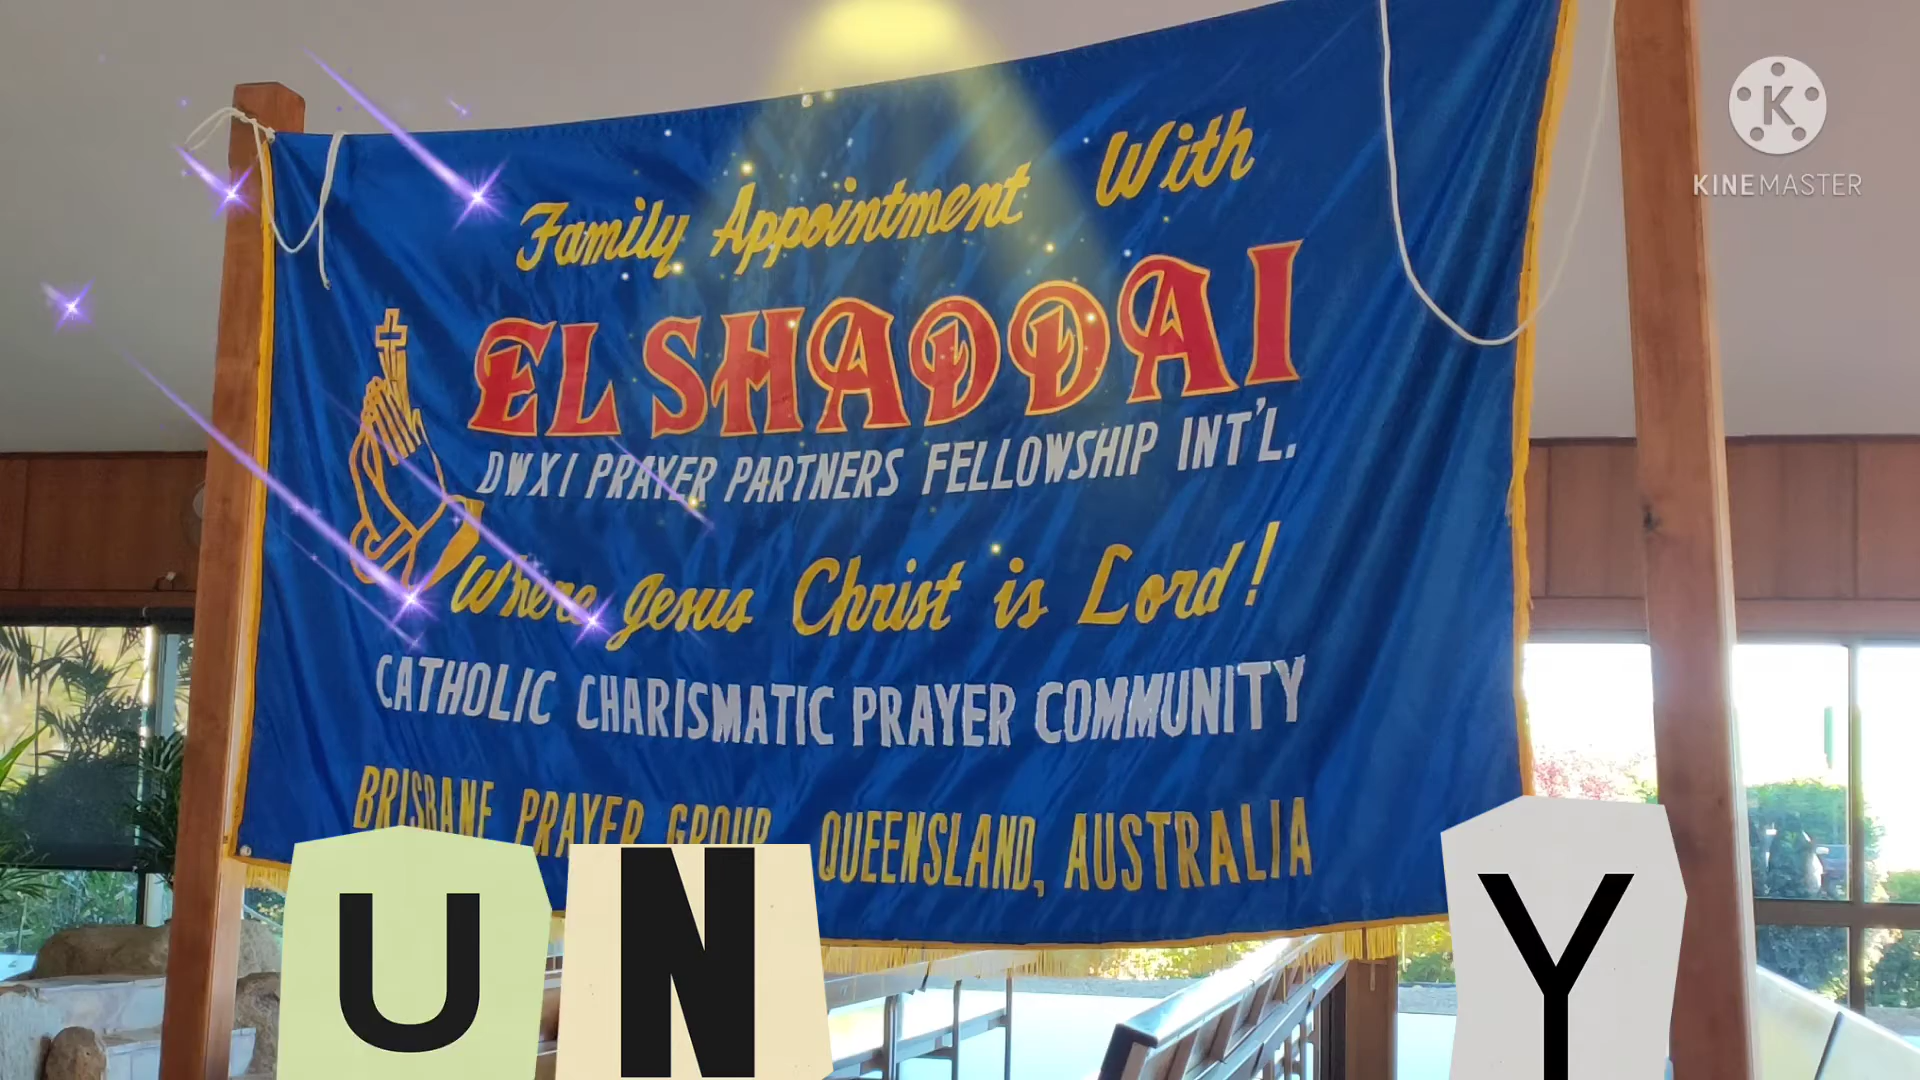 Family Appointment With
EL SHADDAI
DWXI PRAYER PARTNERS FELLOWSHIP INT'L.
Where Jesus Christ is Lord!
CATHOLIC CHARISMATIC PRAYER COMMUNITY
BRISBANE PRAYER GROUP QUEENSLAND, AUSTRALIA
U N Y
K
KINEMASTER